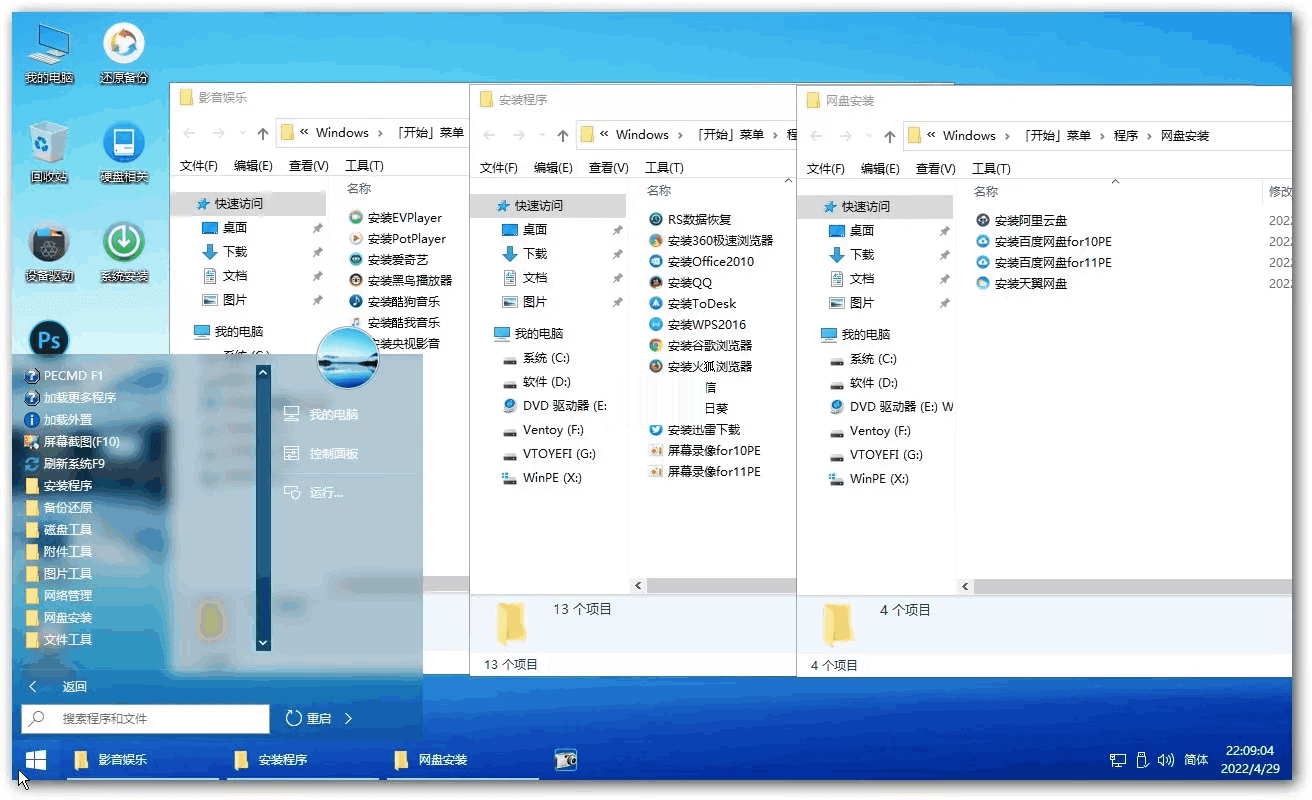 我的电脑
还原备份
回收站
硬盘相关
设备驱动
系统安装
Ps
影音娱乐
« Windows › 「开始」菜单
文件(F) 编辑(E) 查看(V) 工具(T)
名称
快速访问
桌面
下载
文档
图片
我的电脑
安装EVPlayer
安装PotPlayer
安装爱奇艺
安装黑鸟播放器
安装酷狗音乐
安装酷我音乐
安装央视影音
安装程序
« Windows › 「开始」菜单 › 程
文件(F) 编辑(E) 查看(V) 工具(T)
名称
快速访问
桌面
下载
文档
图片
我的电脑
系统 (C:)
软件 (D:)
DVD 驱动器 (E:
Ventoy (F:)
VTOYEFI (G:)
WinPE (X:)
RS数据恢复
安装360极速浏览器
安装Office2010
安装QQ
安装ToDesk
安装WPS2016
安装谷歌浏览器
安装火狐浏览器
信
日葵
安装迅雷下载
屏幕录像for10PE
屏幕录像for11PE
13 个项目
13 个项目
网盘安装
« Windows › 「开始」菜单 › 程序 › 网盘安装
文件(F) 编辑(E) 查看(V) 工具(T)
名称 修改
快速访问
桌面
下载
文档
图片
我的电脑
系统 (C:)
软件 (D:)
DVD 驱动器 (E:) W
Ventoy (F:)
VTOYEFI (G:)
WinPE (X:)
安装阿里云盘 202
安装百度网盘for10PE 202
安装百度网盘for11PE 202
安装天翼网盘 202
4 个项目
4 个项目
PECMD F1
加载更多程序
加载外置
屏幕截图(F10)
刷新系统F9
安装程序
备份还原
磁盘工具
附件工具
图片工具
网络管理
网盘安装
文件工具
返回
搜索程序和文件
我的电脑
控制面板
运行...
重启
影音娱乐
安装程序
网盘安装
简体
22:09:04
2022/4/29